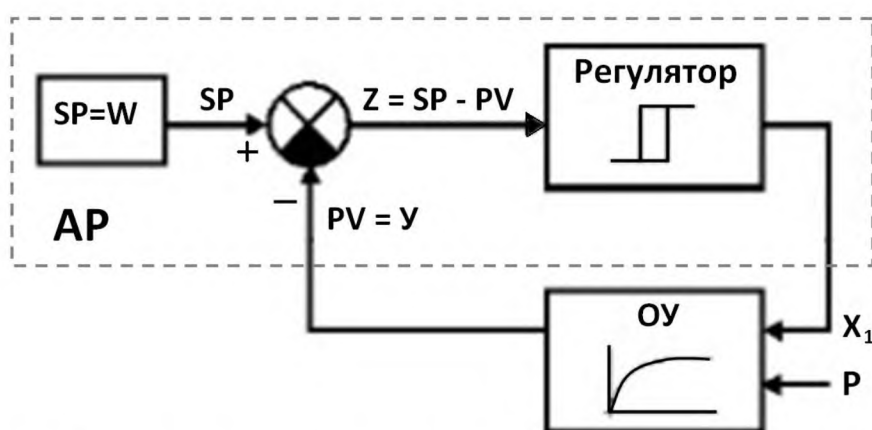 SP=W
SP
Z = SP - PV
Регулятор
+
−
PV = У
АР
ОУ
X₁
P